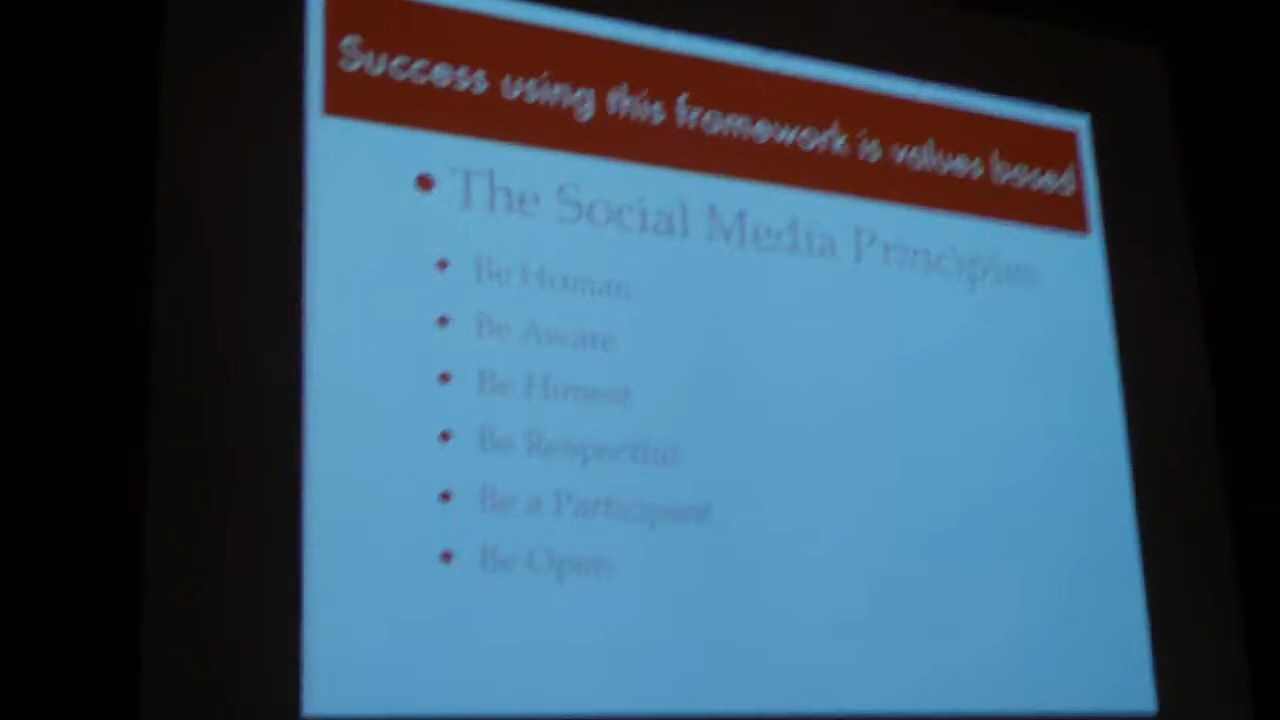 Success using this framework is values based
The Social Media Principles
Be Human
Be Aware
Be Honest
Be Respectful
Be a Participant
Be Open